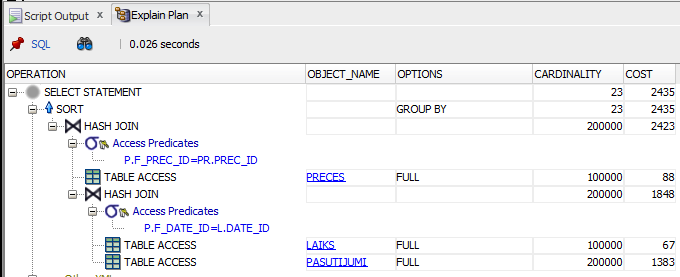 Script Output x Explain Plan x
SQL | 0.026 seconds
OPERATION OBJECT_NAME OPTIONS CARDINALITY COST
SELECT STATEMENT 23 2435
SORT GROUP BY 23 2435
HASH JOIN 200000 2423
Access Predicates
P.F_PREC_ID=PR.PREC_ID
TABLE ACCESS PRECES FULL 100000 88
HASH JOIN 200000 1848
Access Predicates
P.F_DATE_ID=L.DATE_ID
TABLE ACCESS LAIKS FULL 100000 67
TABLE ACCESS PASUTIJUMI FULL 200000 1383